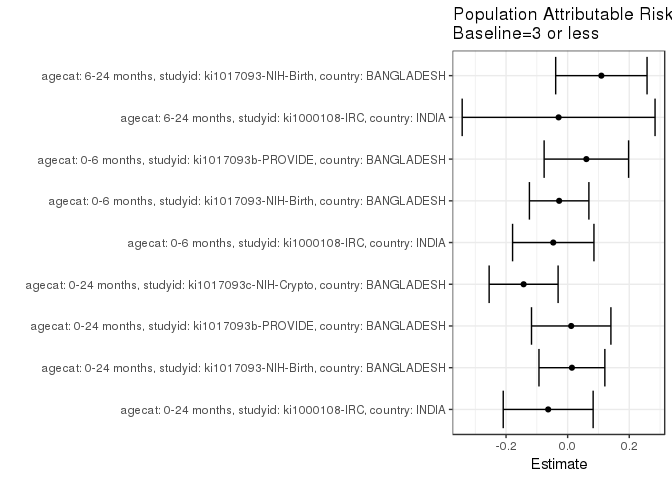 Population Attributable Risk
Baseline=3 or less
agecat: 6-24 months, studyid: ki1017093-NIH-Birth, country: BANGLADESH
agecat: 6-24 months, studyid: ki1000108-IRC, country: INDIA
agecat: 0-6 months, studyid: ki1017093b-PROVIDE, country: BANGLADESH
agecat: 0-6 months, studyid: ki1017093-NIH-Birth, country: BANGLADESH
agecat: 0-6 months, studyid: ki1000108-IRC, country: INDIA
agecat: 0-24 months, studyid: ki1017093c-NIH-Crypto, country: BANGLADESH
agecat: 0-24 months, studyid: ki1017093b-PROVIDE, country: BANGLADESH
agecat: 0-24 months, studyid: ki1017093-NIH-Birth, country: BANGLADESH
agecat: 0-24 months, studyid: ki1000108-IRC, country: INDIA
-0.2 0.0 0.2
Estimate